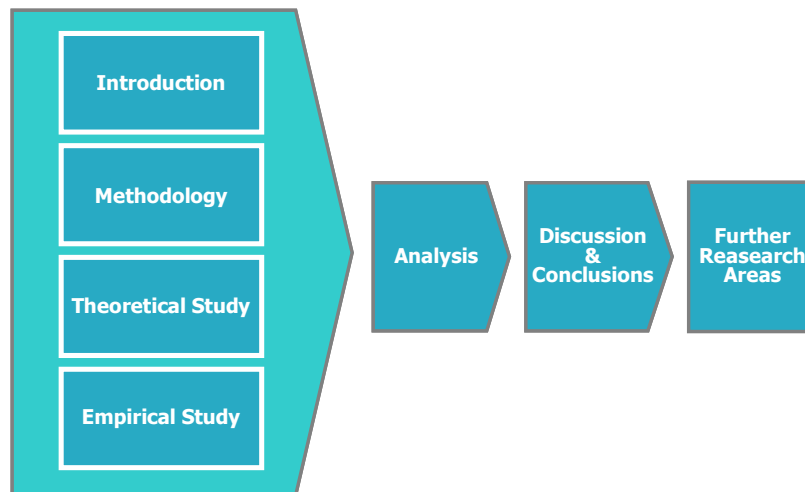 Introduction
Methodology
Theoretical Study
Empirical Study
Analysis
Discussion
&
Conclusions
Further
Reasearch
Areas